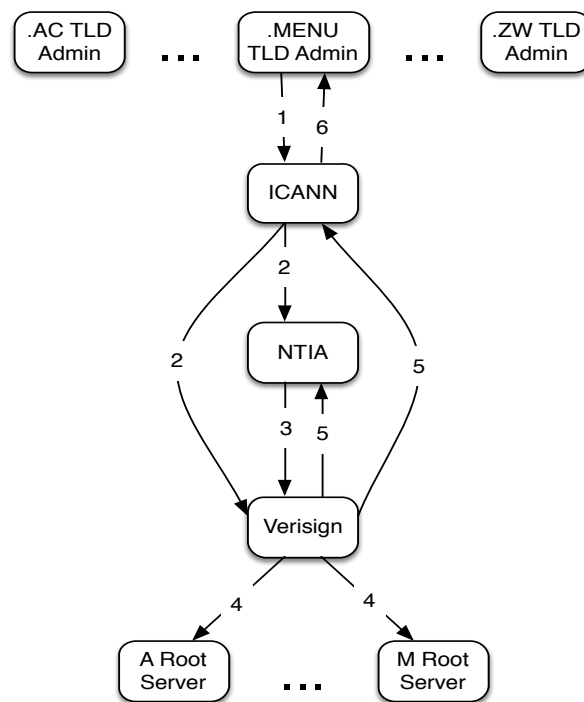 .AC TLD
Admin
...
.MENU
TLD Admin
...
.ZW TLD
Admin
1
6
ICANN
2
2
NTIA
5
3
5
Verisign
4
4
A Root
Server
...
M Root
Server